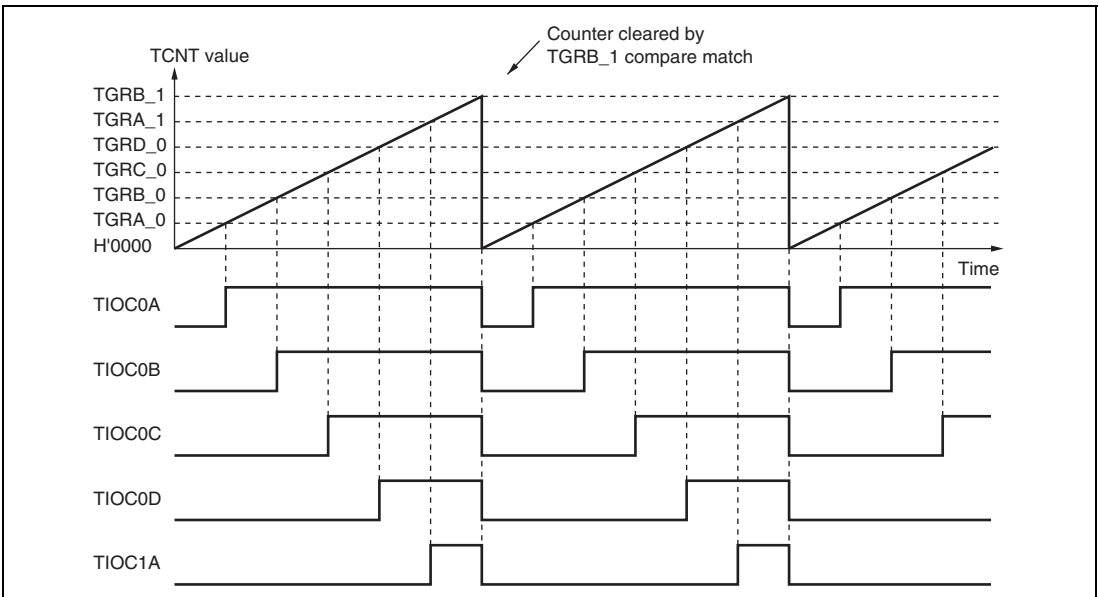 Counter cleared by
TGRB_1 compare match
TCNT value
TGRB_1
TGRA_1
TGRD_0
TGRC_0
TGRB_0
TGRA_0
H'0000
Time
TIOC0A
TIOC0B
TIOC0C
TIOC0D
TIOC1A